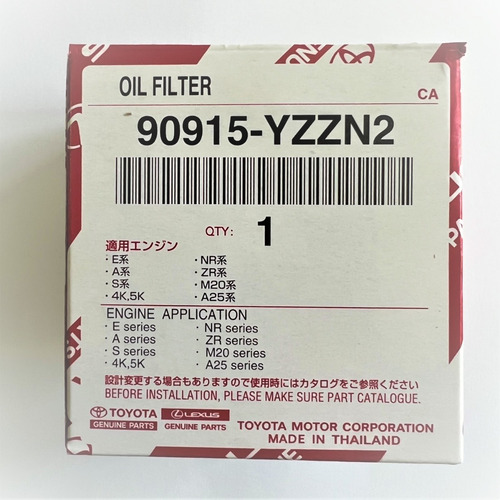 OIL FILTER
CA
90915-YZZN2
QTY: 1
適用エンジン
・E系 ・NR系
・A系 ・ZR系
・S系 ・M20系
・4K,5K ・A25系
ENGINE APPLICATION
・E series ・NR series
・A series ・ZR series
・S series ・M20 series
・4K,5K ・A25 series
設計変更する場合もありますので使用時にはカタログをご参照ください
BEFORE INSTALLATION, PLEASE MAKE SURE PART CATALOGUE.
TOYOTA LEXUS TOYOTA MOTOR CORPORATION
GENUINE PARTS GENUINE PARTS MADE IN THAILAND